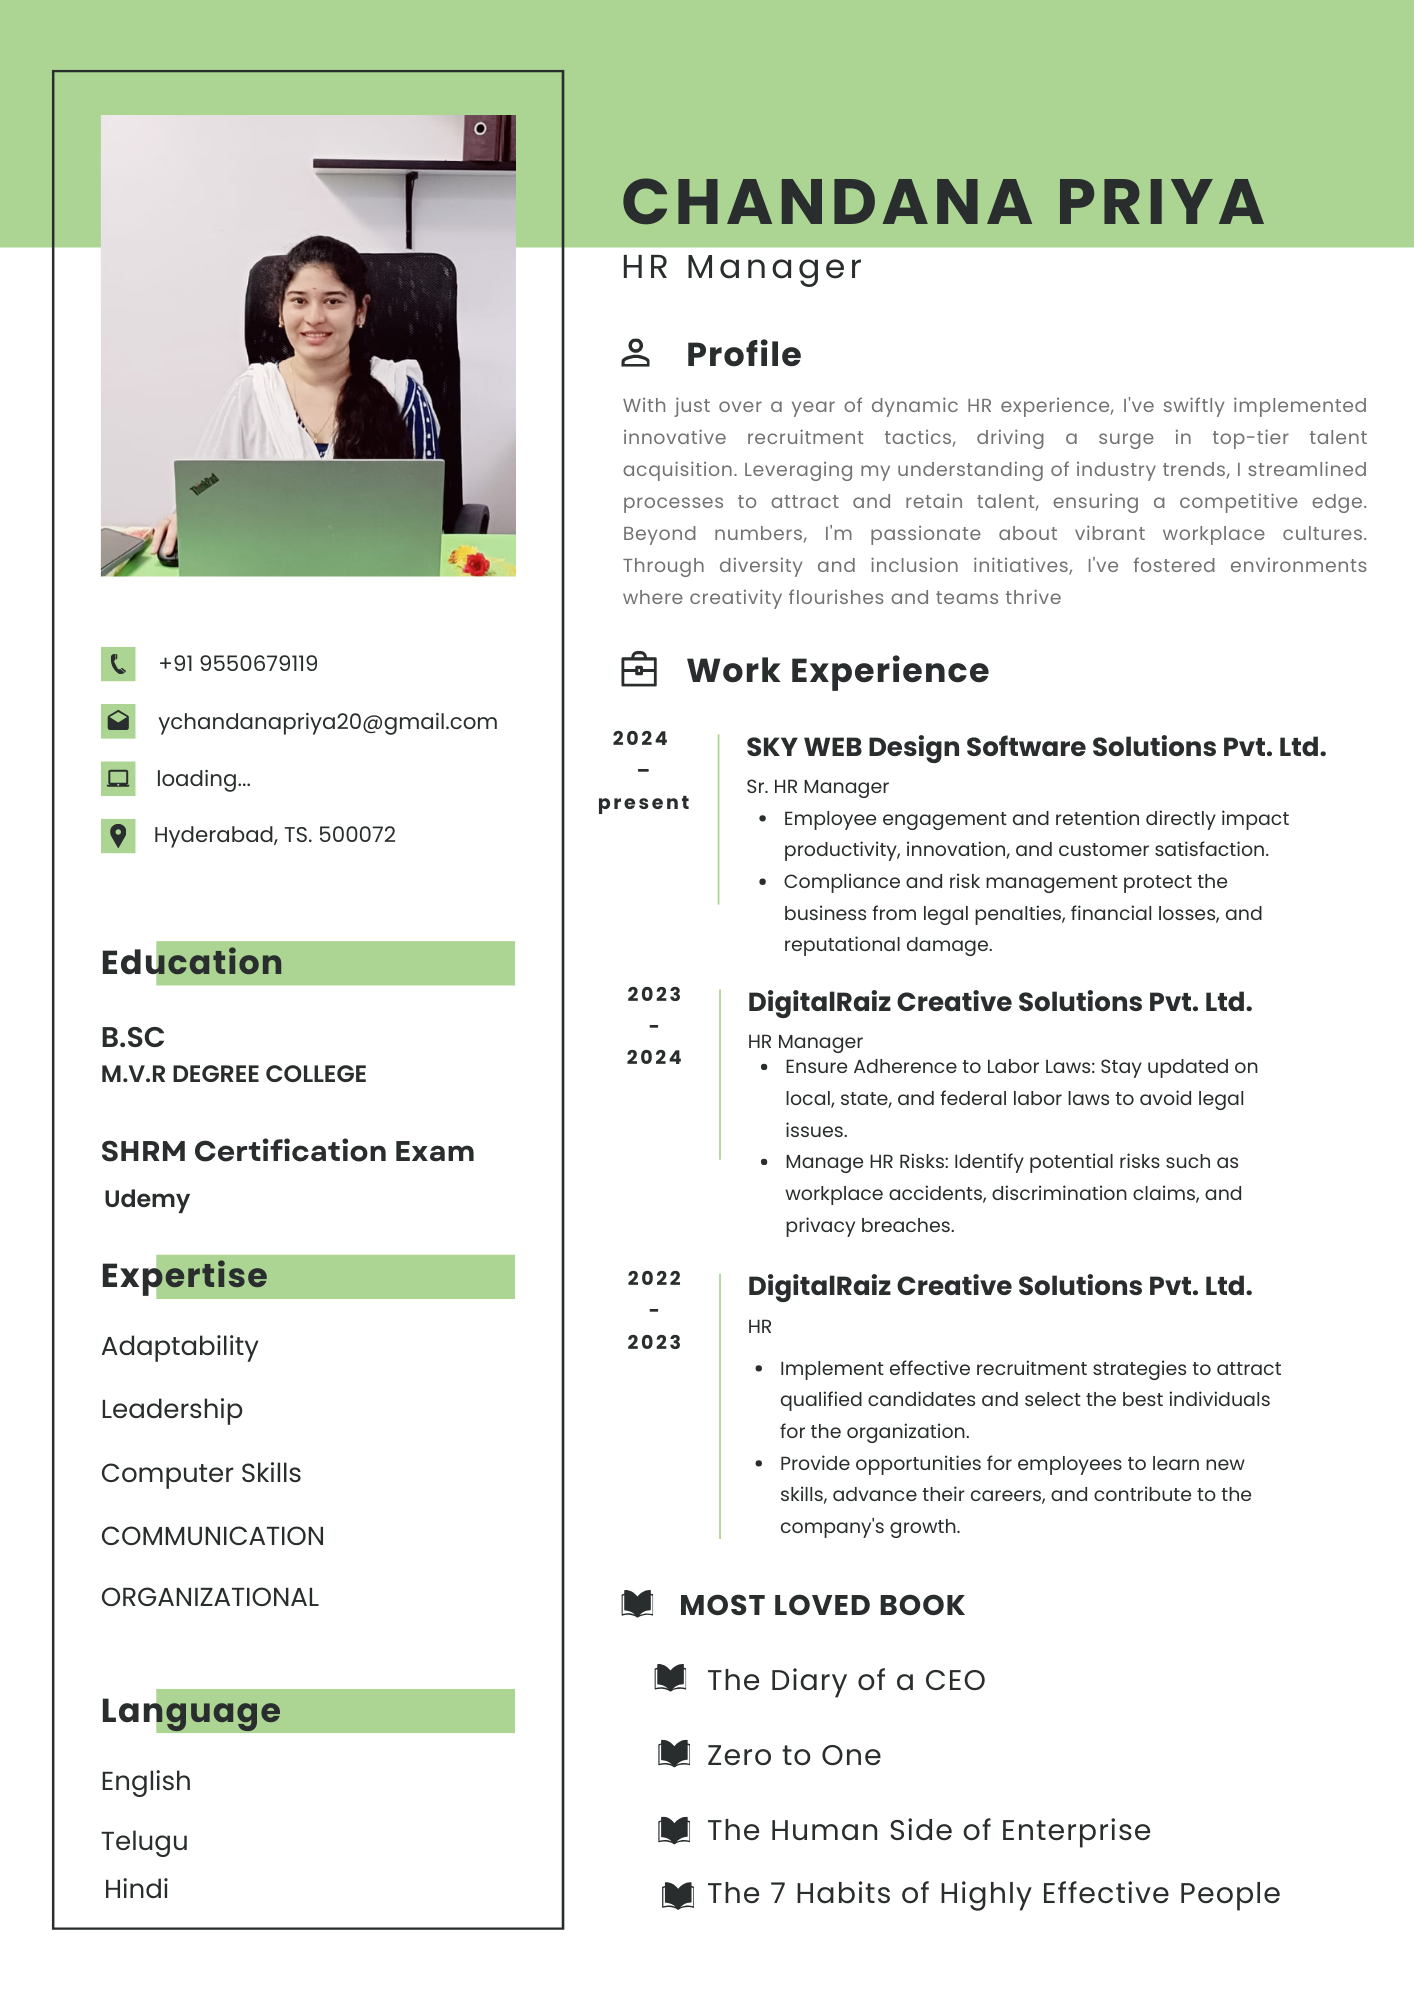 CHANDANA PRIYA
HR Manager
ThinkPad
+91 9550679119
ychandanapriya20@gmail.com
loading...
Hyderabad, TS. 500072
Education
B.SC
M.V.R DEGREE COLLEGE
SHRM Certification Exam
Udemy
Expertise
Adaptability
Leadership
Computer Skills
COMMUNICATION
ORGANIZATIONAL
Language
English
Telugu
Hindi
Profile
With just over a year of dynamic HR experience, I've swiftly implemented
innovative recruitment tactics, driving a surge in top-tier talent
acquisition. Leveraging my understanding of industry trends, I streamlined
processes to attract and retain talent, ensuring a competitive edge.
Beyond numbers, I'm passionate about vibrant workplace cultures.
Through diversity and inclusion initiatives, I've fostered environments
where creativity flourishes and teams thrive
Work Experience
2024
–
present
SKY WEB Design Software Solutions Pvt. Ltd.
Sr. HR Manager
• Employee engagement and retention directly impact
productivity, innovation, and customer satisfaction.
• Compliance and risk management protect the
business from legal penalties, financial losses, and
reputational damage.
2023
-
2024
DigitalRaiz Creative Solutions Pvt. Ltd.
HR Manager
• Ensure Adherence to Labor Laws: Stay updated on
local, state, and federal labor laws to avoid legal
issues.
• Manage HR Risks: Identify potential risks such as
workplace accidents, discrimination claims, and
privacy breaches.
2022
-
2023
DigitalRaiz Creative Solutions Pvt. Ltd.
HR
• Implement effective recruitment strategies to attract
qualified candidates and select the best individuals
for the organization.
• Provide opportunities for employees to learn new
skills, advance their careers, and contribute to the
company's growth.
MOST LOVED BOOK
The Diary of a CEO
Zero to One
The Human Side of Enterprise
The 7 Habits of Highly Effective People